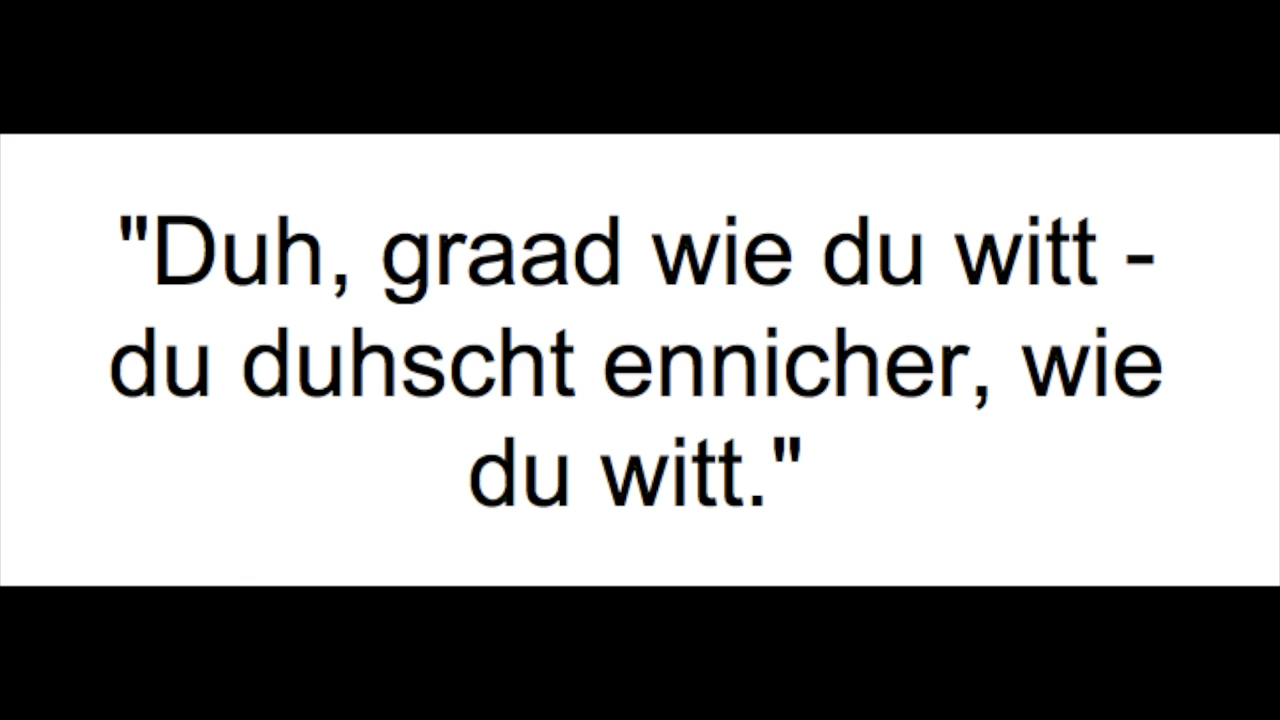 "Duh, graad wie du witt -
du duhscht ennicher, wie
du witt."